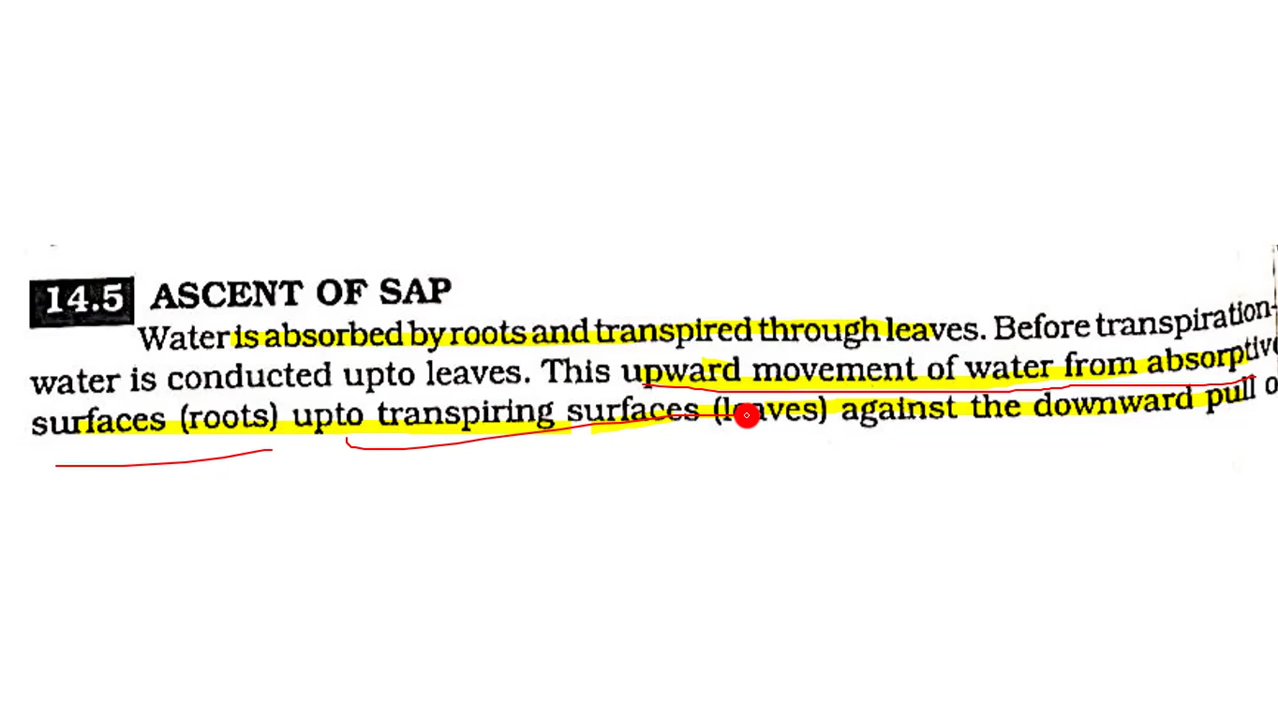 14.5 ASCENT OF SAP
Water is absorbed by roots and transpired through leaves. Before transpiration-
water is conducted upto leaves. This upward movement of water from absorptive
surfaces (roots) upto transpiring surfaces (leaves) against the downward pull o